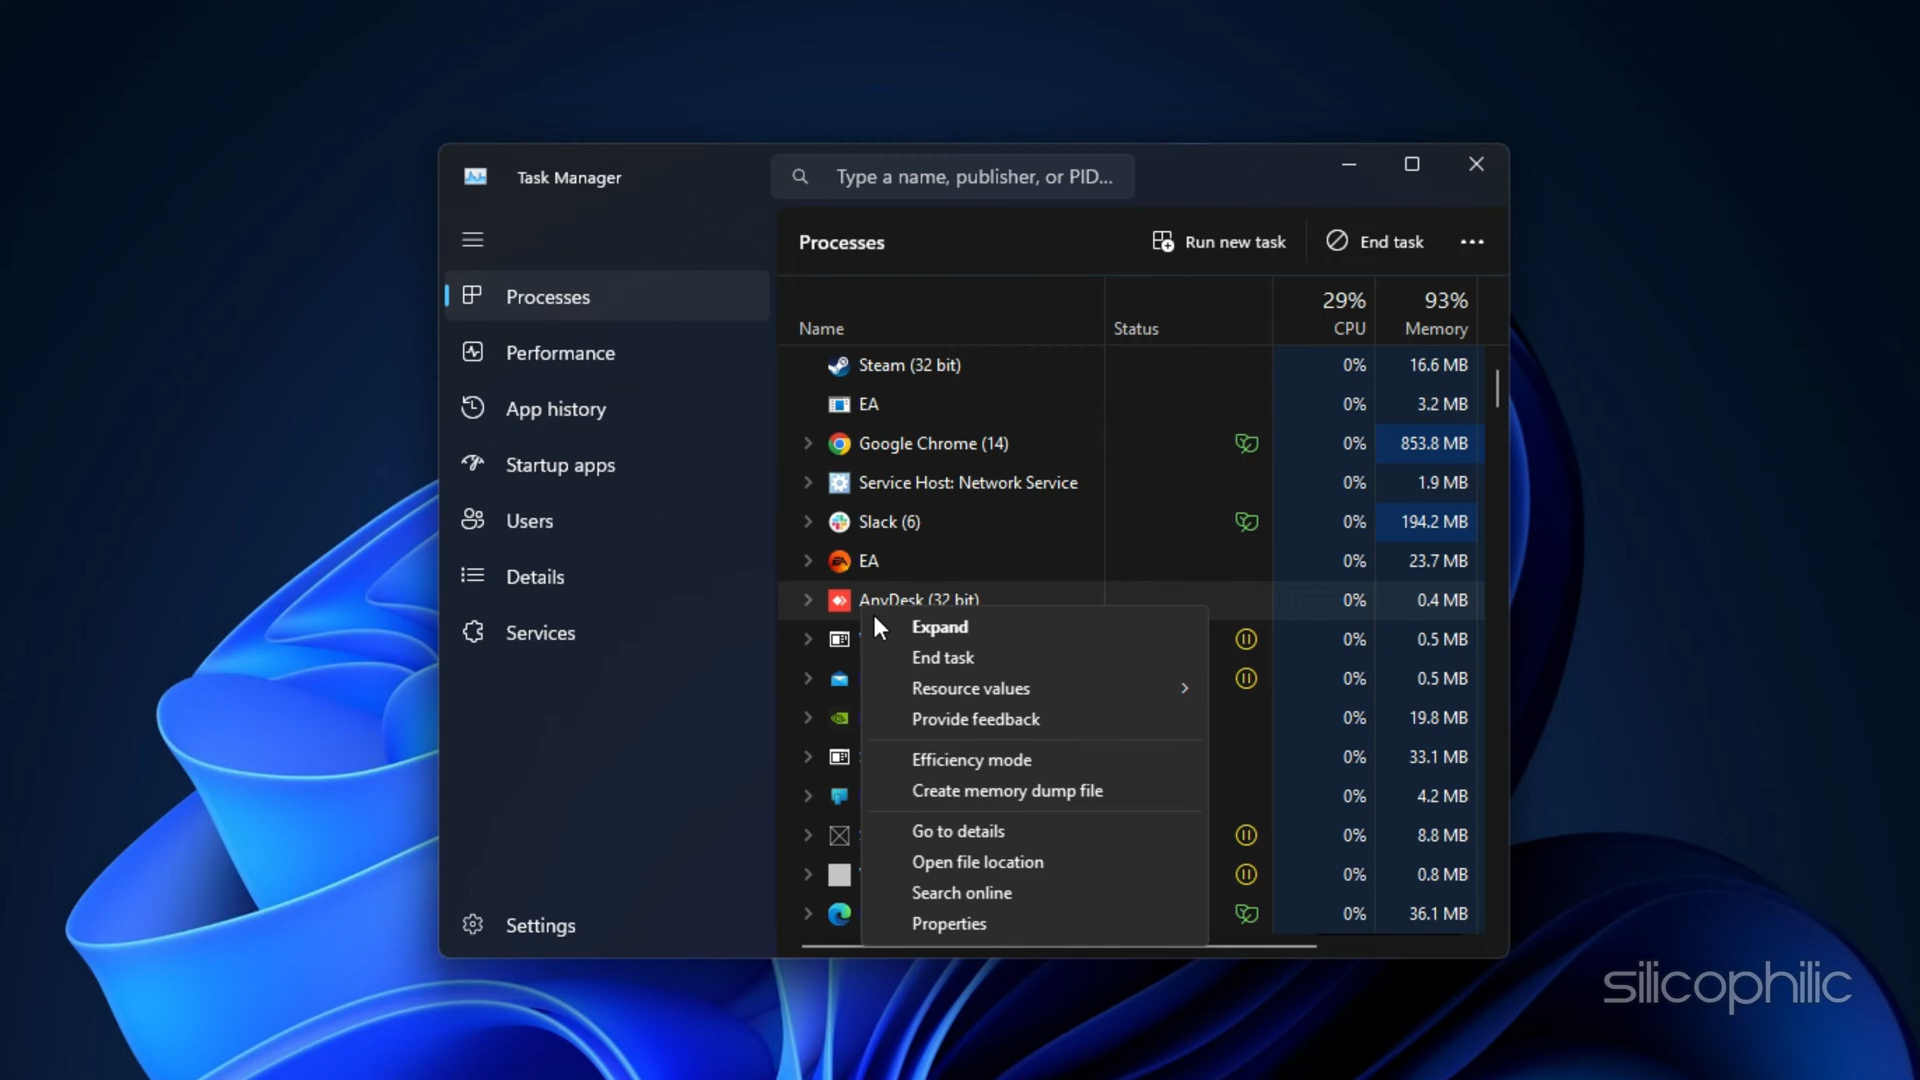 Task Manager
Type a name, publisher, or PID...
Processes
Performance
App history
Startup apps
Users
Details
Services
Settings
Processes
Run new task
End task
29%
93%
Name
Status
CPU
Memory
Steam (32 bit)
0%
16.6 MB
EA
0%
3.2 MB
Google Chrome (14)
0%
853.8 MB
Service Host: Network Service
0%
1.9 MB
Slack (6)
0%
194.2 MB
EA
0%
23.7 MB
AnyDesk (32 bit)
0%
0.4 MB
0%
0.5 MB
0%
0.5 MB
0%
19.8 MB
0%
33.1 MB
0%
4.2 MB
0%
8.8 MB
0%
0.8 MB
0%
36.1 MB
Expand
End task
Resource values
Provide feedback
Efficiency mode
Create memory dump file
Go to details
Open file location
Search online
Properties
silicophilic